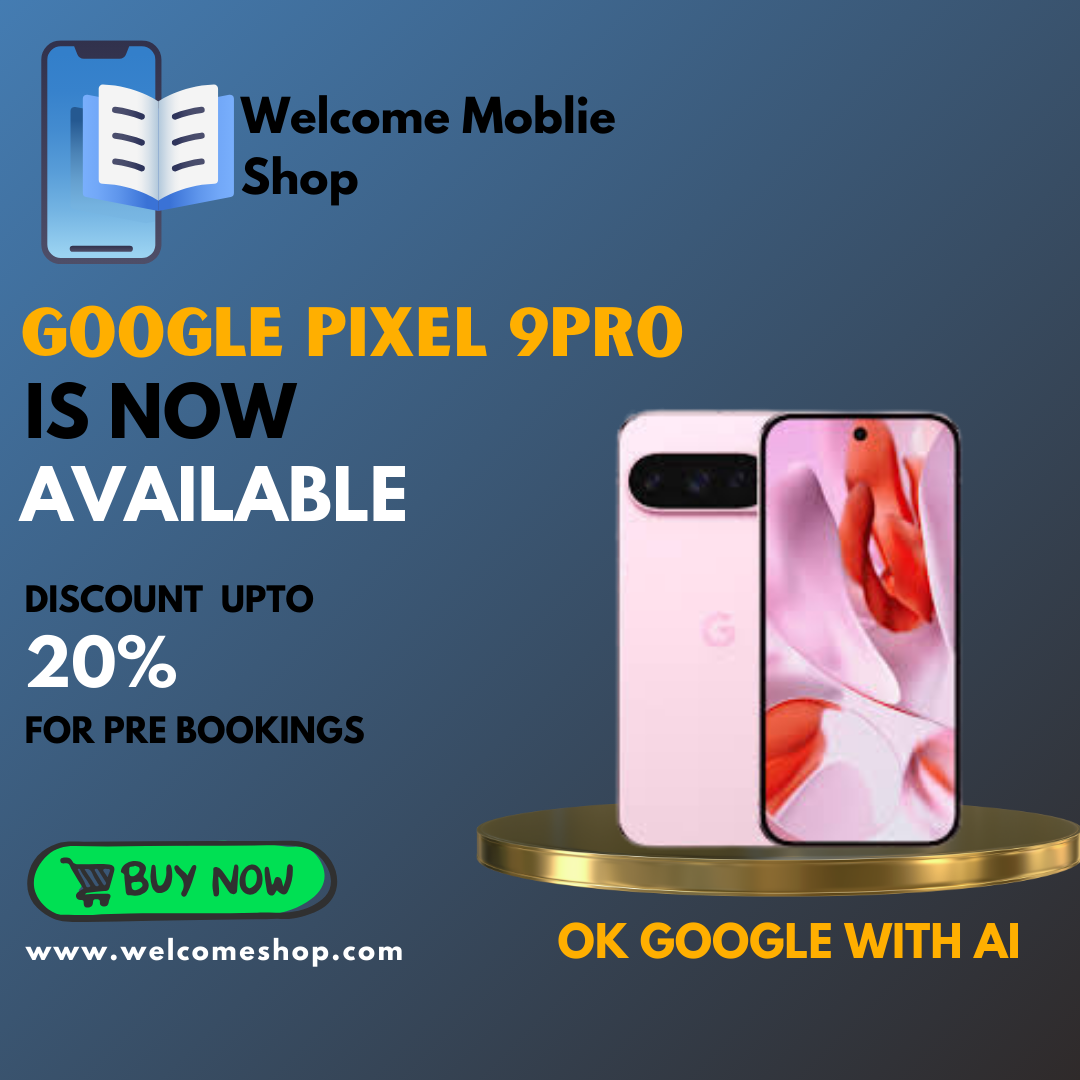 Welcome Moblie
Shop
GOOGLE PIXEL 9PRO
IS NOW
AVAILABLE
DISCOUNT UPTO
20%
FOR PRE BOOKINGS
BUY NOW
www.welcomeshop.com
OK GOOGLE WITH AI
G